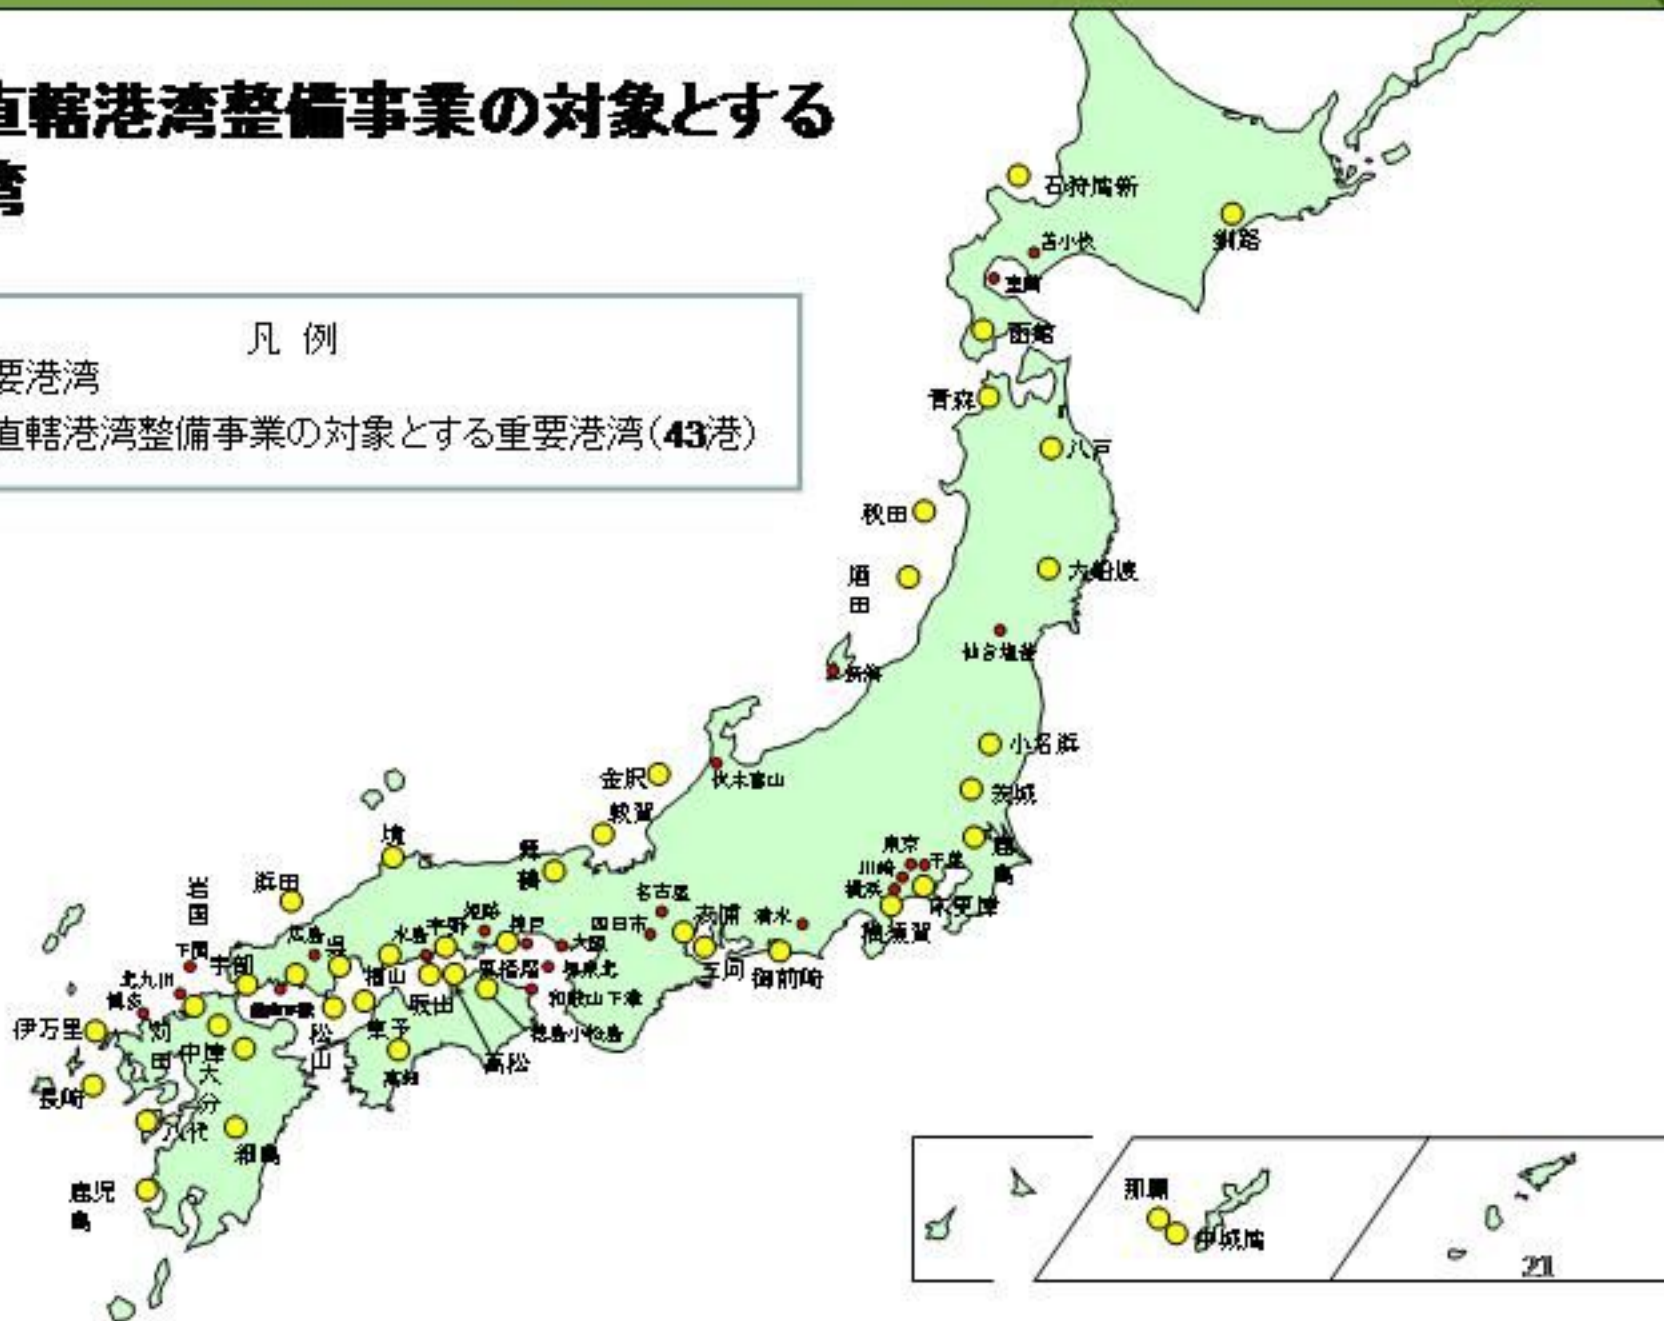 直轄港湾整備事業の対象とする
湾
凡 例
要港湾
直轄港湾整備事業の対象とする重要港湾(43港)
石狩湾新
釧路
苫小牧
室蘭
函館
青森
八戸
秋田
酒田
大船渡
仙台塩釜
新潟
小名浜
伏木富山
金沢
茨城
敦賀
鹿島
境
舞鶴
東京
千葉
川崎
横浜
木更津
横須賀
浜田
岩国
名古屋
衣浦
清水
四日市
三河
御前崎
姫路
神戸
大阪
水島
宇野
広島
呉
下関
宇部
福山
東播磨
堺泉北
北九州
博多
坂出
和歌山下津
伊万里
苅田
松山
東予
徳島小松島
中津
高松
高知
大分
長崎
八代
細島
鹿児島
那覇
中城湾
21